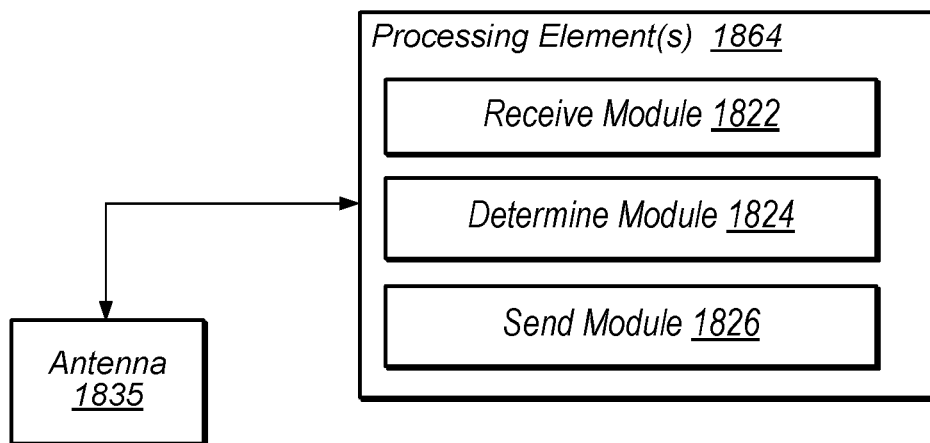 Processing Element(s) 1864
Receive Module 1822
Determine Module 1824
Send Module 1826
Antenna
1835